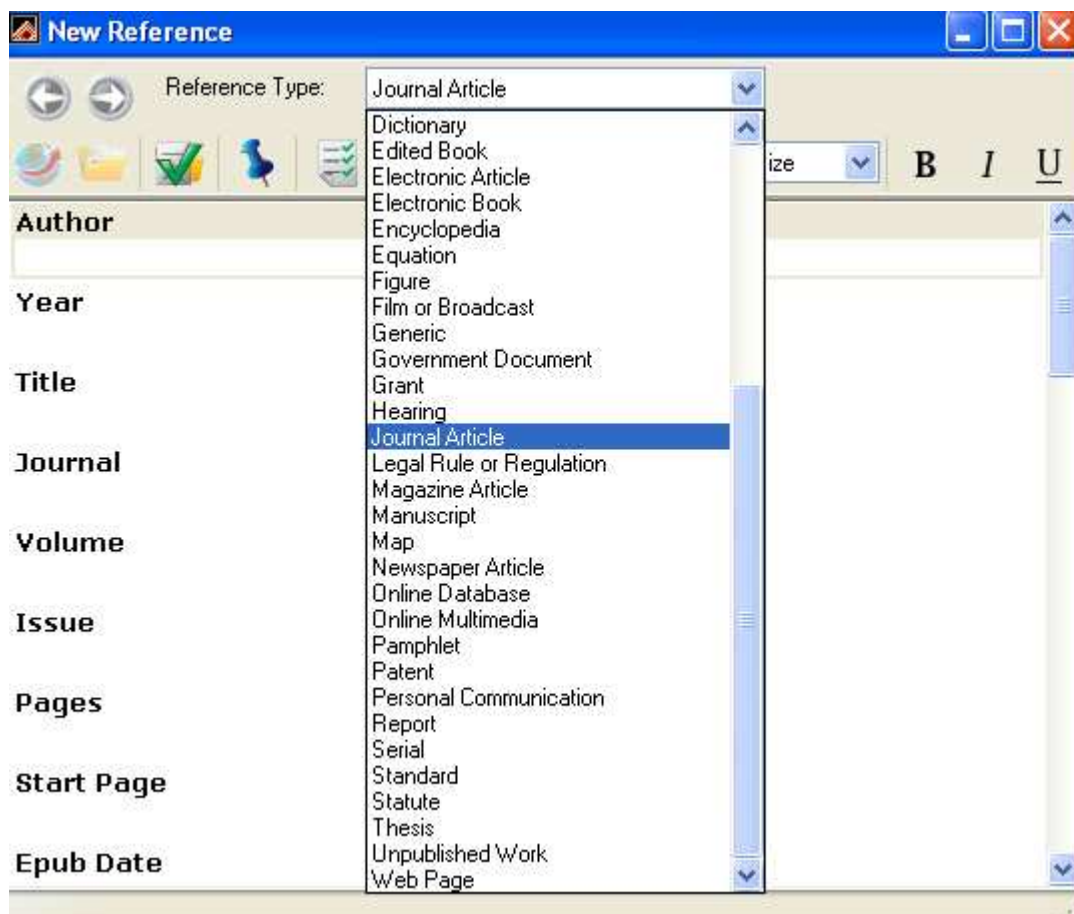 New Reference
Reference Type:
Journal Article
ize
B I U
Dictionary
Edited Book
Electronic Article
Electronic Book
Encyclopedia
Equation
Figure
Film or Broadcast
Generic
Government Document
Grant
Hearing
Journal Article
Legal Rule or Regulation
Magazine Article
Manuscript
Map
Newspaper Article
Online Database
Online Multimedia
Pamphlet
Patent
Personal Communication
Report
Serial
Standard
Statute
Thesis
Unpublished Work
Web Page
Author
Year
Title
Journal
Volume
Issue
Pages
Start Page
Epub Date